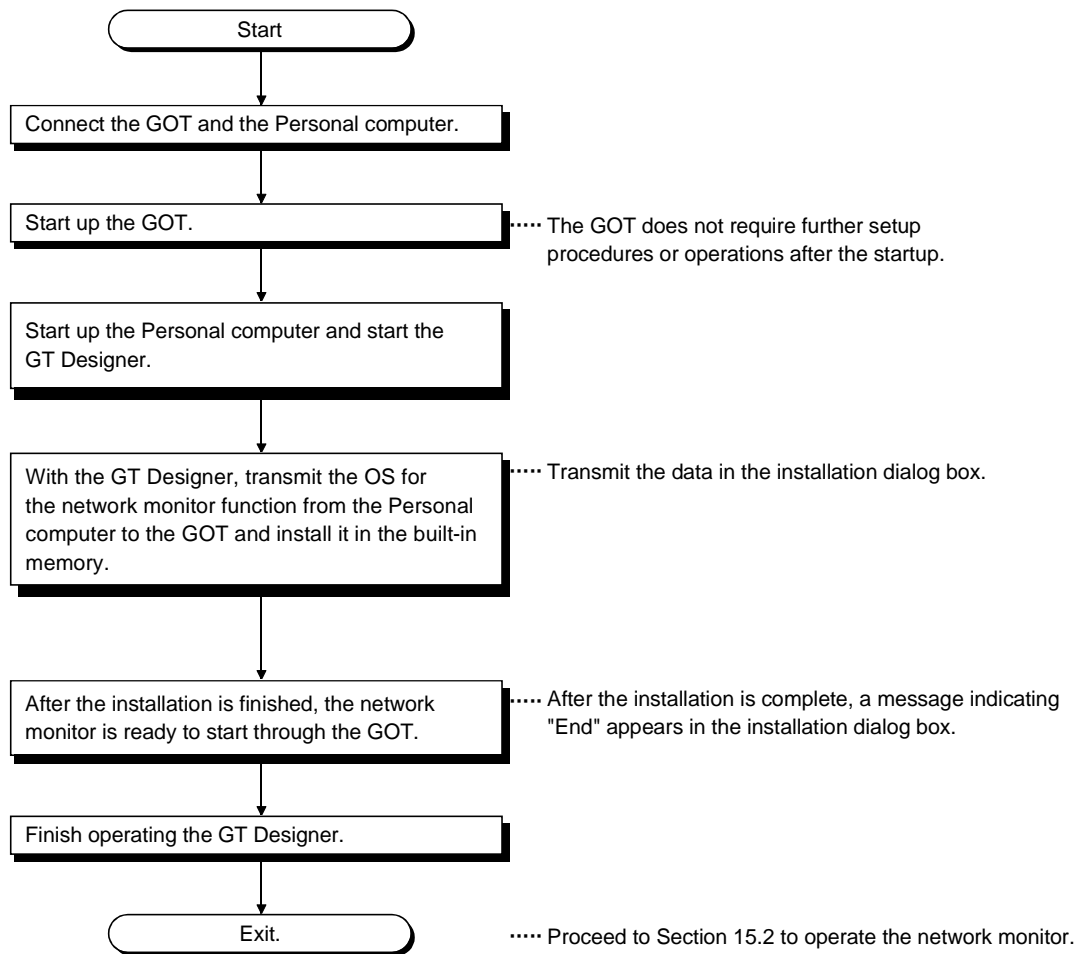 Start
Connect the GOT and the Personal computer.
Start up the GOT.
····· The GOT does not require further setup
procedures or operations after the startup.
Start up the Personal computer and start the
GT Designer.
With the GT Designer, transmit the OS for
the network monitor function from the Personal
computer to the GOT and install it in the built-in
memory.
····· Transmit the data in the installation dialog box.
After the installation is finished, the network
monitor is ready to start through the GOT.
····· After the installation is complete, a message indicating
"End" appears in the installation dialog box.
Finish operating the GT Designer.
Exit.
····· Proceed to Section 15.2 to operate the network monitor.